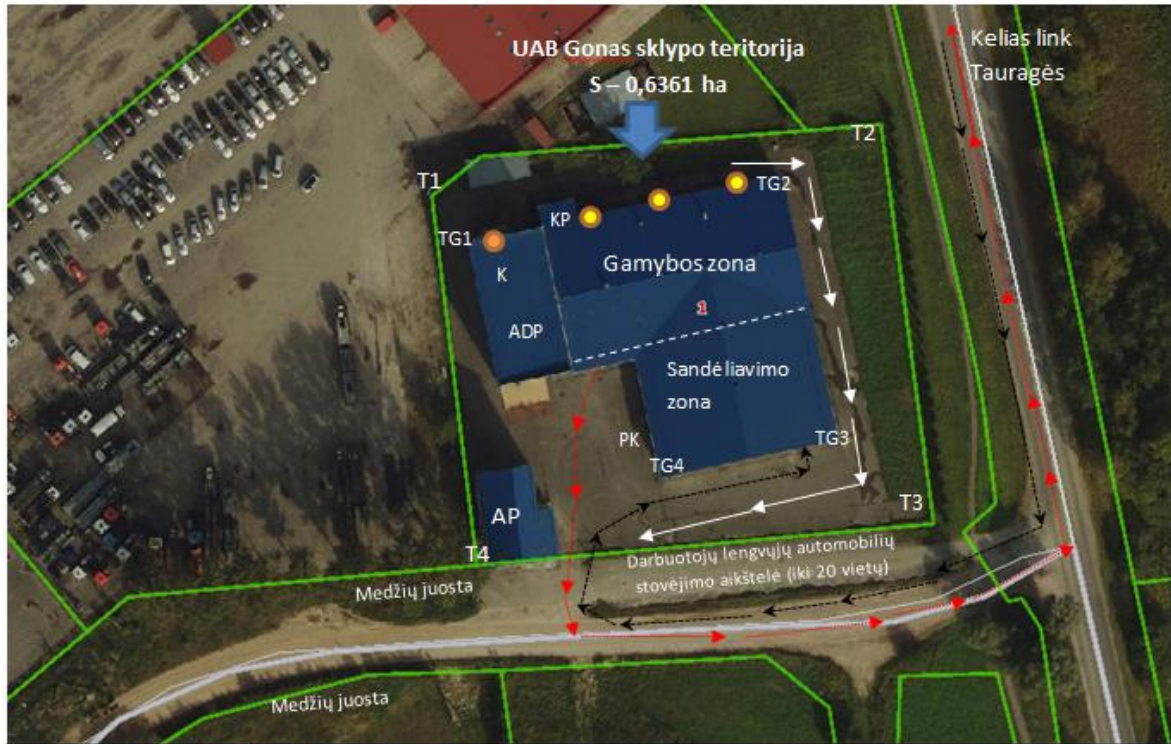 UAB Gonas sklypo teritorija
S – 0,6361 ha
Kelias link
Tauragės
T1
T2
TG1
KP
TG2
K
Gamybos zona
1
ADP
Sandėliavimo
zona
PK
TG3
TG4
AP
T3
T4
Darbuotojų lengvųjų automobilių
stovėjimo aikštelė (iki 20 vietų)
Medžių juosta
Medžių juosta